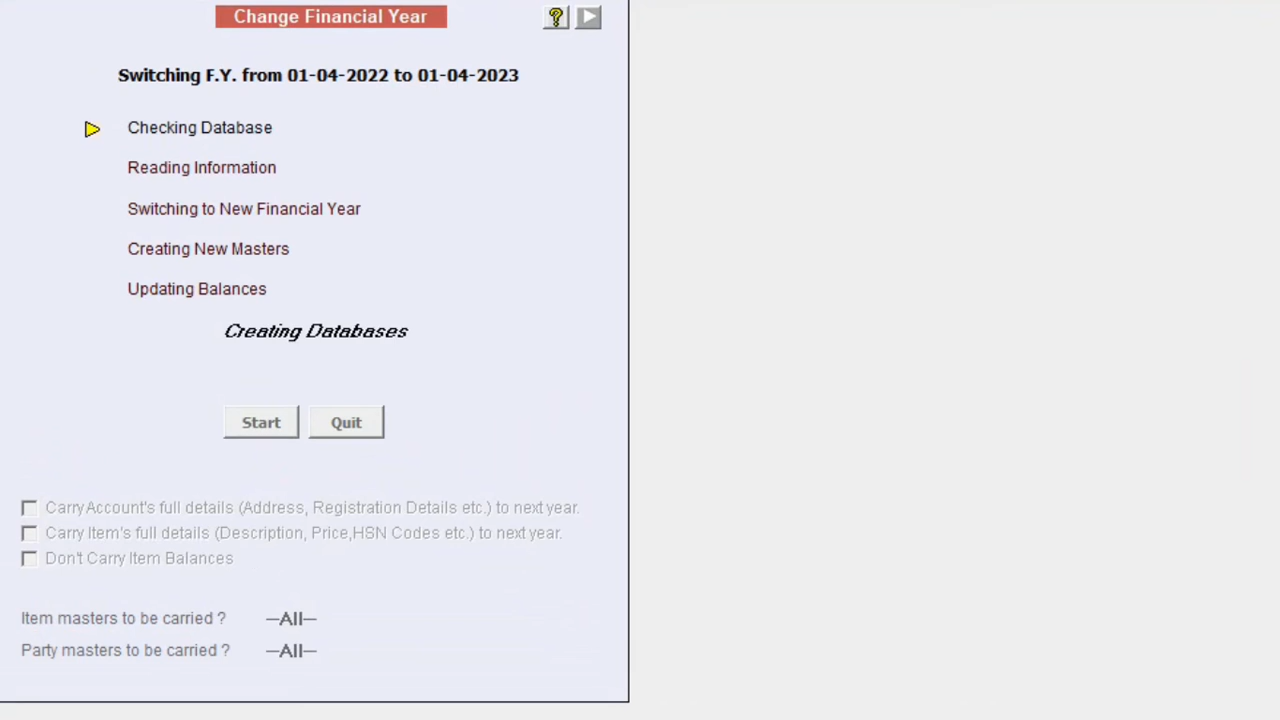 Change Financial Year
?
Switching F.Y. from 01-04-2022 to 01-04-2023
Checking Database
Reading Information
Switching to New Financial Year
Creating New Masters
Updating Balances
Creating Databases
Start Quit
Carry Account's full details (Address, Registration Details etc.) to next year.
Carry Item's full details (Description, Price,HSN Codes etc.) to next year.
Don't Carry Item Balances
Item masters to be carried ? —All—
Party masters to be carried ? —All—